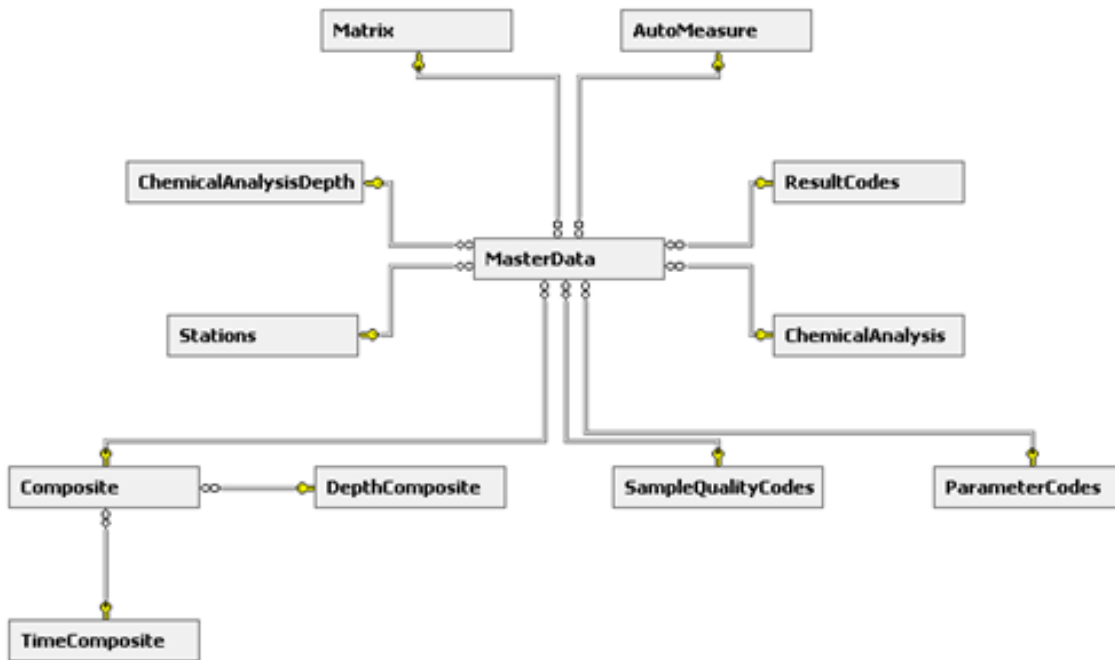 Matrix
AutoMeasure
ChemicalAnalysisDepth
ResultCodes
MasterData
Stations
ChemicalAnalysis
Composite
DepthComposite
SampleQualityCodes
ParameterCodes
TimeComposite